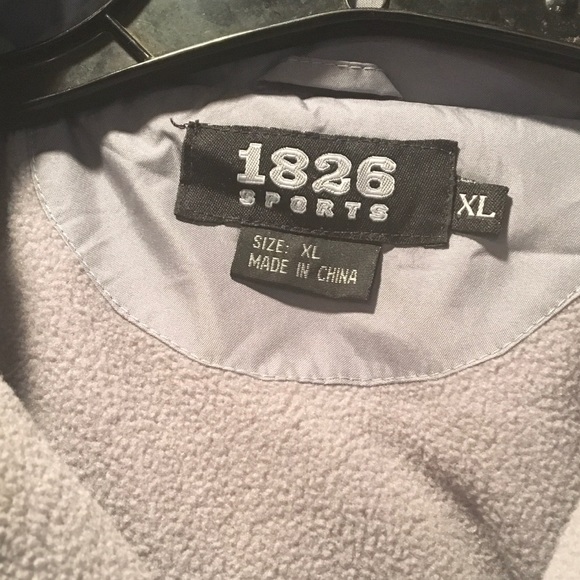 1826
SPORTS
XL
SIZE: XL
MADE IN CHINA